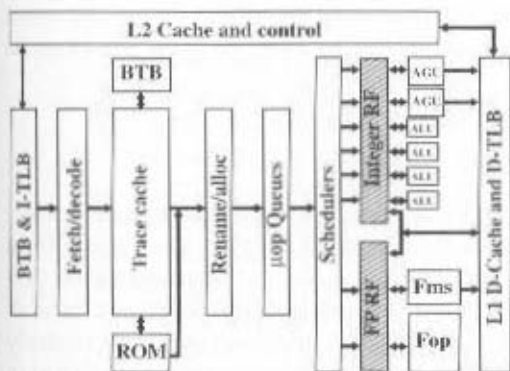 L2 Cache and control
BTB
BTB & I-TLB
Fetch/decode
Trace cache
ROM
Rename/alloc
µop Queues
Schedulers
Integer RF
FP RF
AGU
AGU
ALU
ALU
ALU
ALU
Fms
Fop
L1 D-Cache and D-TLB